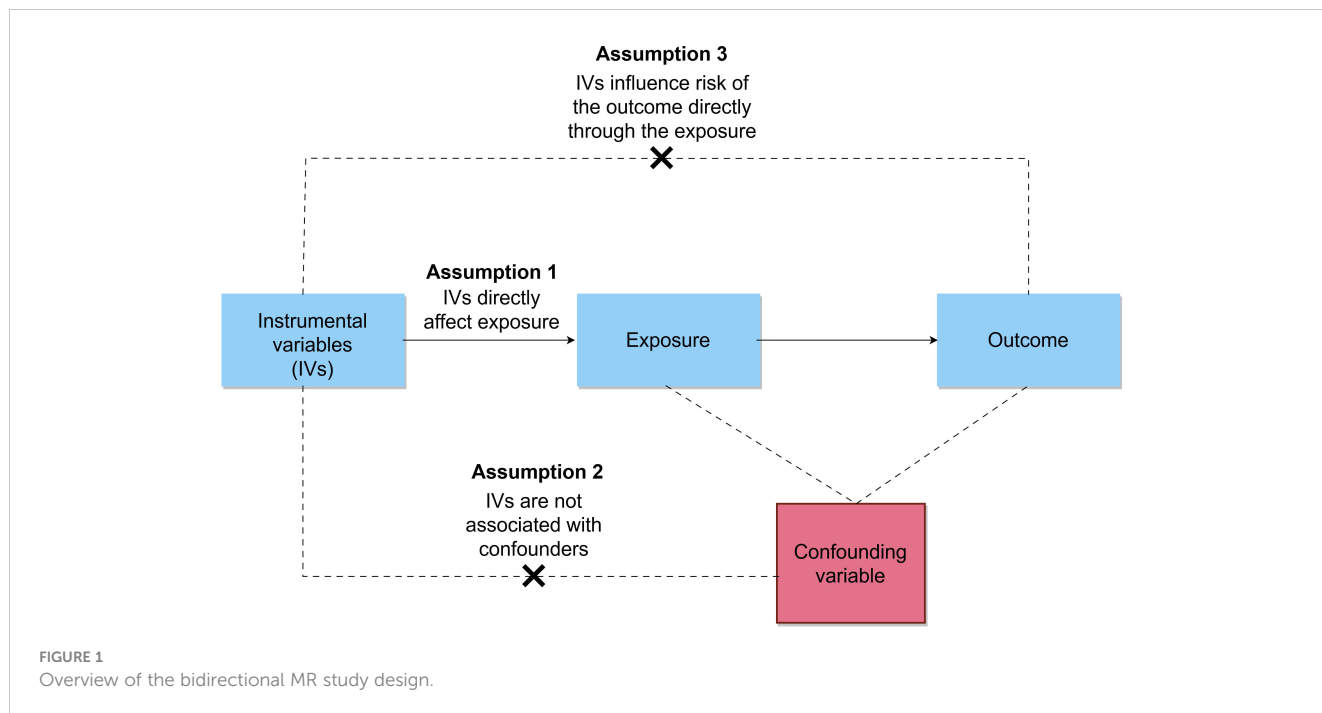 Assumption 3
IVs influence risk of
the outcome directly
through the exposure
Assumption 1
IVs directly
affect exposure
Instrumental
variables
(IVs)
Exposure
Outcome
Assumption 2
IVs are not
associated with
confounders
Confounding
variable
FIGURE 1
Overview of the bidirectional MR study design.